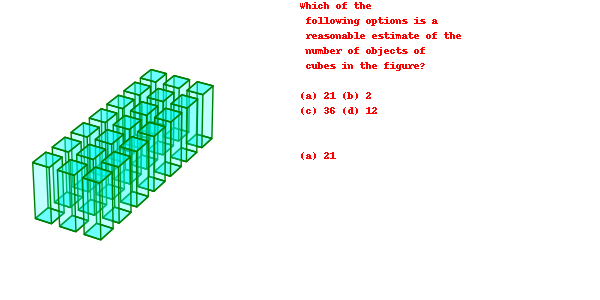 Which of the
following options is a
reasonable estimate of the
number of objects of
cubes in the figure?
(a) 21 (b) 2
(c) 36 (d) 12
(a) 21